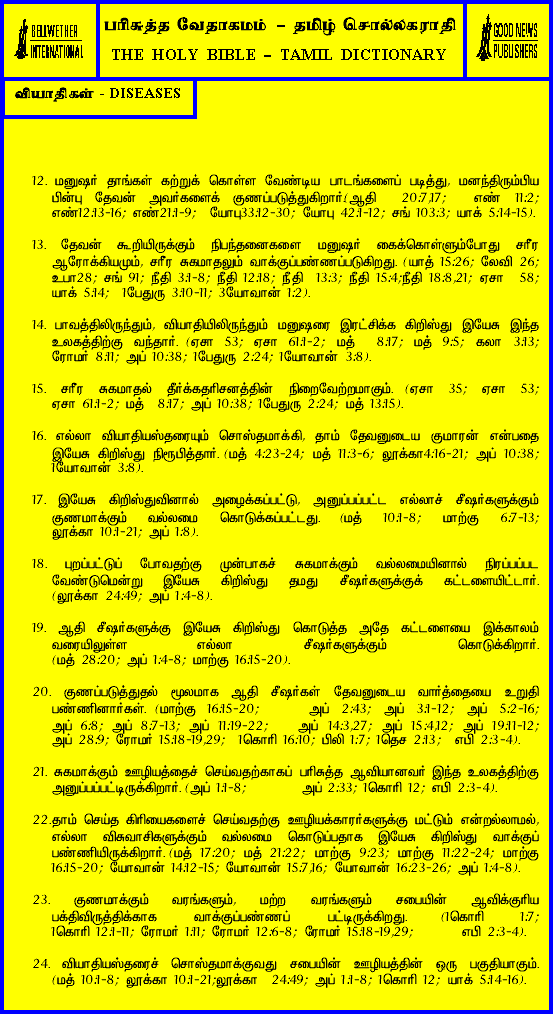 BELLWETHER
INTERNATIONAL
பரிசுத்த வேதாகமம் – தமிழ் சொல்லகராதி
THE HOLY BIBLE – TAMIL DICTIONARY
GOOD NEWS
PUBLISHERS
வியாதிகள் - DISEASES
12. மனுஷர் தாங்கள் கற்றுக் கொள்ள வேண்டிய பாடங்களைப் படித்து, மனந்திரும்பிய
பின்பு தேவன் அவர்களைக் குணப்படுத்துகிறார்.(ஆதி 20:7,17; எண் 11:2;
எண்12:13-16; எண்21:1-9; யோபு33:12-30; யோபு 42:1-12; சங் 103:3; யாக் 5:14-15).
13. தேவன் கூறியிருக்கும் நிபந்தனைகளை மனுஷர் கைக்கொள்ளும்போது சரீர
ஆரோக்கியமும், சரீர சுகமாதலும் வாக்குப்பண்ணப்படுகிறது. (யாத் 15:26; லேவி 26;
உபா28; சங் 91; நீதி 3:1-8; நீதி 12:18; நீதி 13:3; நீதி 15:4;நீதி 18:8,21; ஏசா 58;
யாக் 5:14; 1பேதுரு 3:10-11; 3யோவான் 1:2).
14. பாவத்திலிருந்தும், வியாதியிலிருந்தும் மனுஷரை இரட்சிக்க கிறிஸ்து இயேசு இந்த
உலகத்திற்கு வந்தார். (ஏசா 53; ஏசா 61:1-2; மத் 8:17; மத் 9:5; கலா 3:13;
ரோமர் 8:11; அப் 10:38; 1பேதுரு 2:24; 1யோவான் 3:8).
15. சரீர சுகமாதல் தீர்க்கதரிசனத்தின் நிறைவேற்றமாகும். (ஏசா 35; ஏசா 53;
ஏசா 61:1-2; மத் 8:17; அப் 10:38; 1பேதுரு 2:24; மத் 13:15).
16. எல்லா வியாதியஸ்தரையும் சொஸ்தமாக்கி, தாம் தேவனுடைய குமாரன் என்பதை
இயேசு கிறிஸ்து நிரூபித்தார். (மத் 4:23-24; மத் 11:3-6; லூக்கா4:16-21; அப் 10:38;
1யோவான் 3:8).
17. இயேசு கிறிஸ்துவினால் அழைக்கப்பட்டு, அனுப்பப்பட்ட எல்லாச் சீஷர்களுக்கும்
குணமாக்கும் வல்லமை கொடுக்கப்பட்டது. (மத் 10:1-8; மாற்கு 6:7-13;
லூக்கா 10:1-21; அப் 1:8).
18. புறப்பட்டுப் போவதற்கு முன்பாகச் சுகமாக்கும் வல்லமையினால் நிரப்பப்பட
வேண்டுமென்று இயேசு கிறிஸ்து தமது சீஷர்களுக்குக் கட்டளையிட்டார்.
(லூக்கா 24:49; அப் 1:4-8).
19. ஆதி சீஷர்களுக்கு இயேசு கிறிஸ்து கொடுத்த அதே கட்டளையை இக்காலம்
வரையிலுள்ள எல்லா சீஷர்களுக்கும் கொடுக்கிறார்.
(மத் 28:20; அப் 1:4-8; மாற்கு 16:15-20).
20. குணப்படுத்துதல் மூலமாக ஆதி சீஷர்கள் தேவனுடைய வார்த்தையை உறுதி
பண்ணினார்கள். (மாற்கு 16:15-20; அப் 2:43; அப் 3:1-12; அப் 5:2-16;
அப் 6:8; அப் 8:7-13; அப் 11:19-22; அப் 14:3,27; அப் 15:4,12; அப் 19:11-12;
அப் 28:9; ரோமர் 15:18-19,29; 1கொரி 16:10; பிலி 1:7; 1தெச 2:13; எபி 2:3-4).
21. சுகமாக்கும் ஊழியத்தைச் செய்வதற்காகப் பரிசுத்த ஆவியானவர் இந்த உலகத்திற்கு
அனுப்பப்பட்டிருக்கிறார். (அப் 1:1-8; அப் 2:33; 1கொரி 12; எபி 2:3-4).
22.தாம் செய்த கிரியைகளைச் செய்வதற்கு ஊழியக்காரர்களுக்கு மட்டும் என்றல்லாமல்,
எல்லா விசுவாசிகளுக்கும் வல்லமை கொடுப்பதாக இயேசு கிறிஸ்து வாக்குப்
பண்ணியிருக்கிறார். (மத் 17:20; மத் 21:22; மாற்கு 9:23; மாற்கு 11:22-24; மாற்கு
16:15-20; யோவான் 14:12-15; யோவான் 15:7,16; யோவான் 16:23-26; அப் 1:4-8).
23. குணமாக்கும் வரங்களும், மற்ற வரங்களும் சபையின் ஆவிக்குரிய
பக்திவிருத்திக்காக வாக்குப்பண்ணப் பட்டிருக்கிறது. (1கொரி 1:7;
1கொரி 12:1-11; ரோமர் 1:11; ரோமர் 12:6-8; ரோமர் 15:18-19,29; எபி 2:3-4).
24. வியாதியஸ்தரைச் சொஸ்தமாக்குவது சபையின் ஊழியத்தின் ஒரு பகுதியாகும்.
(மத் 10:1-8; லூக்கா 10:1-21;லூக்கா 24:49; அப் 1:1-8; 1கொரி 12; யாக் 5:14-16).